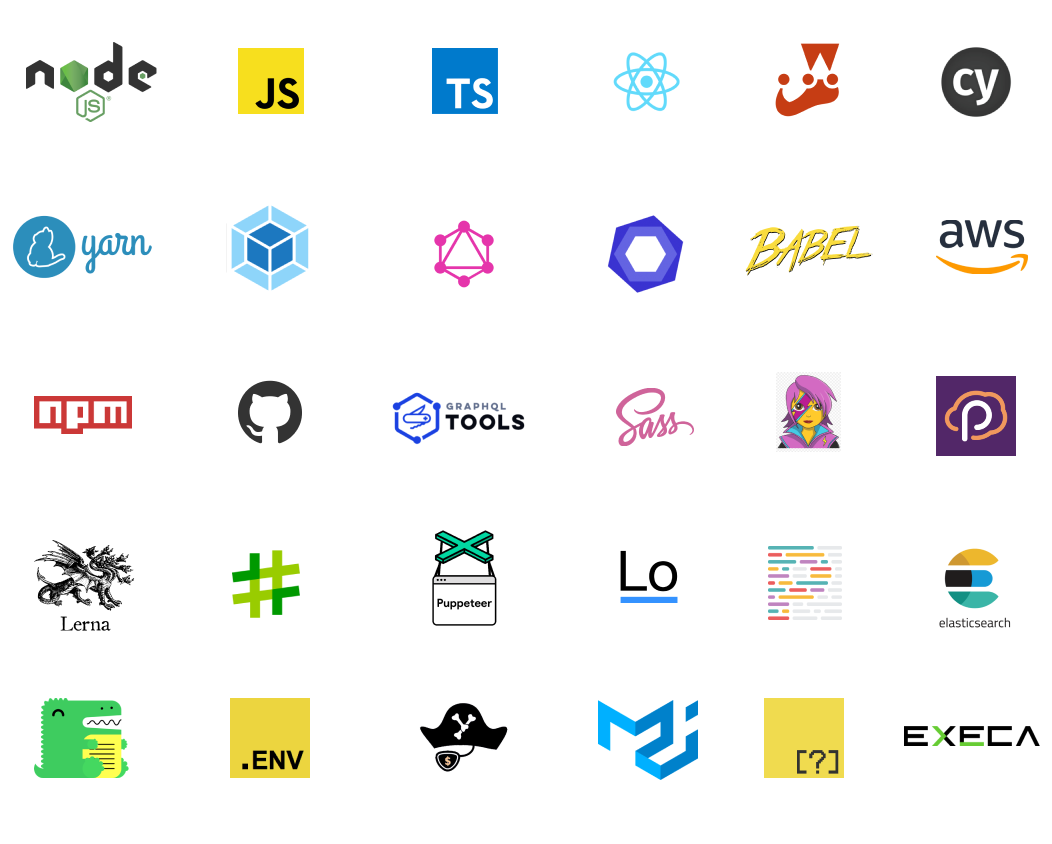 node
JS
®
JS
TS
cy
yarn
BABEL
aws
npm
GRAPHQL
TOOLS
Sass
p
Lerna
Puppeteer
Lo
elasticsearch
.ENV
$
[?]
EXECA